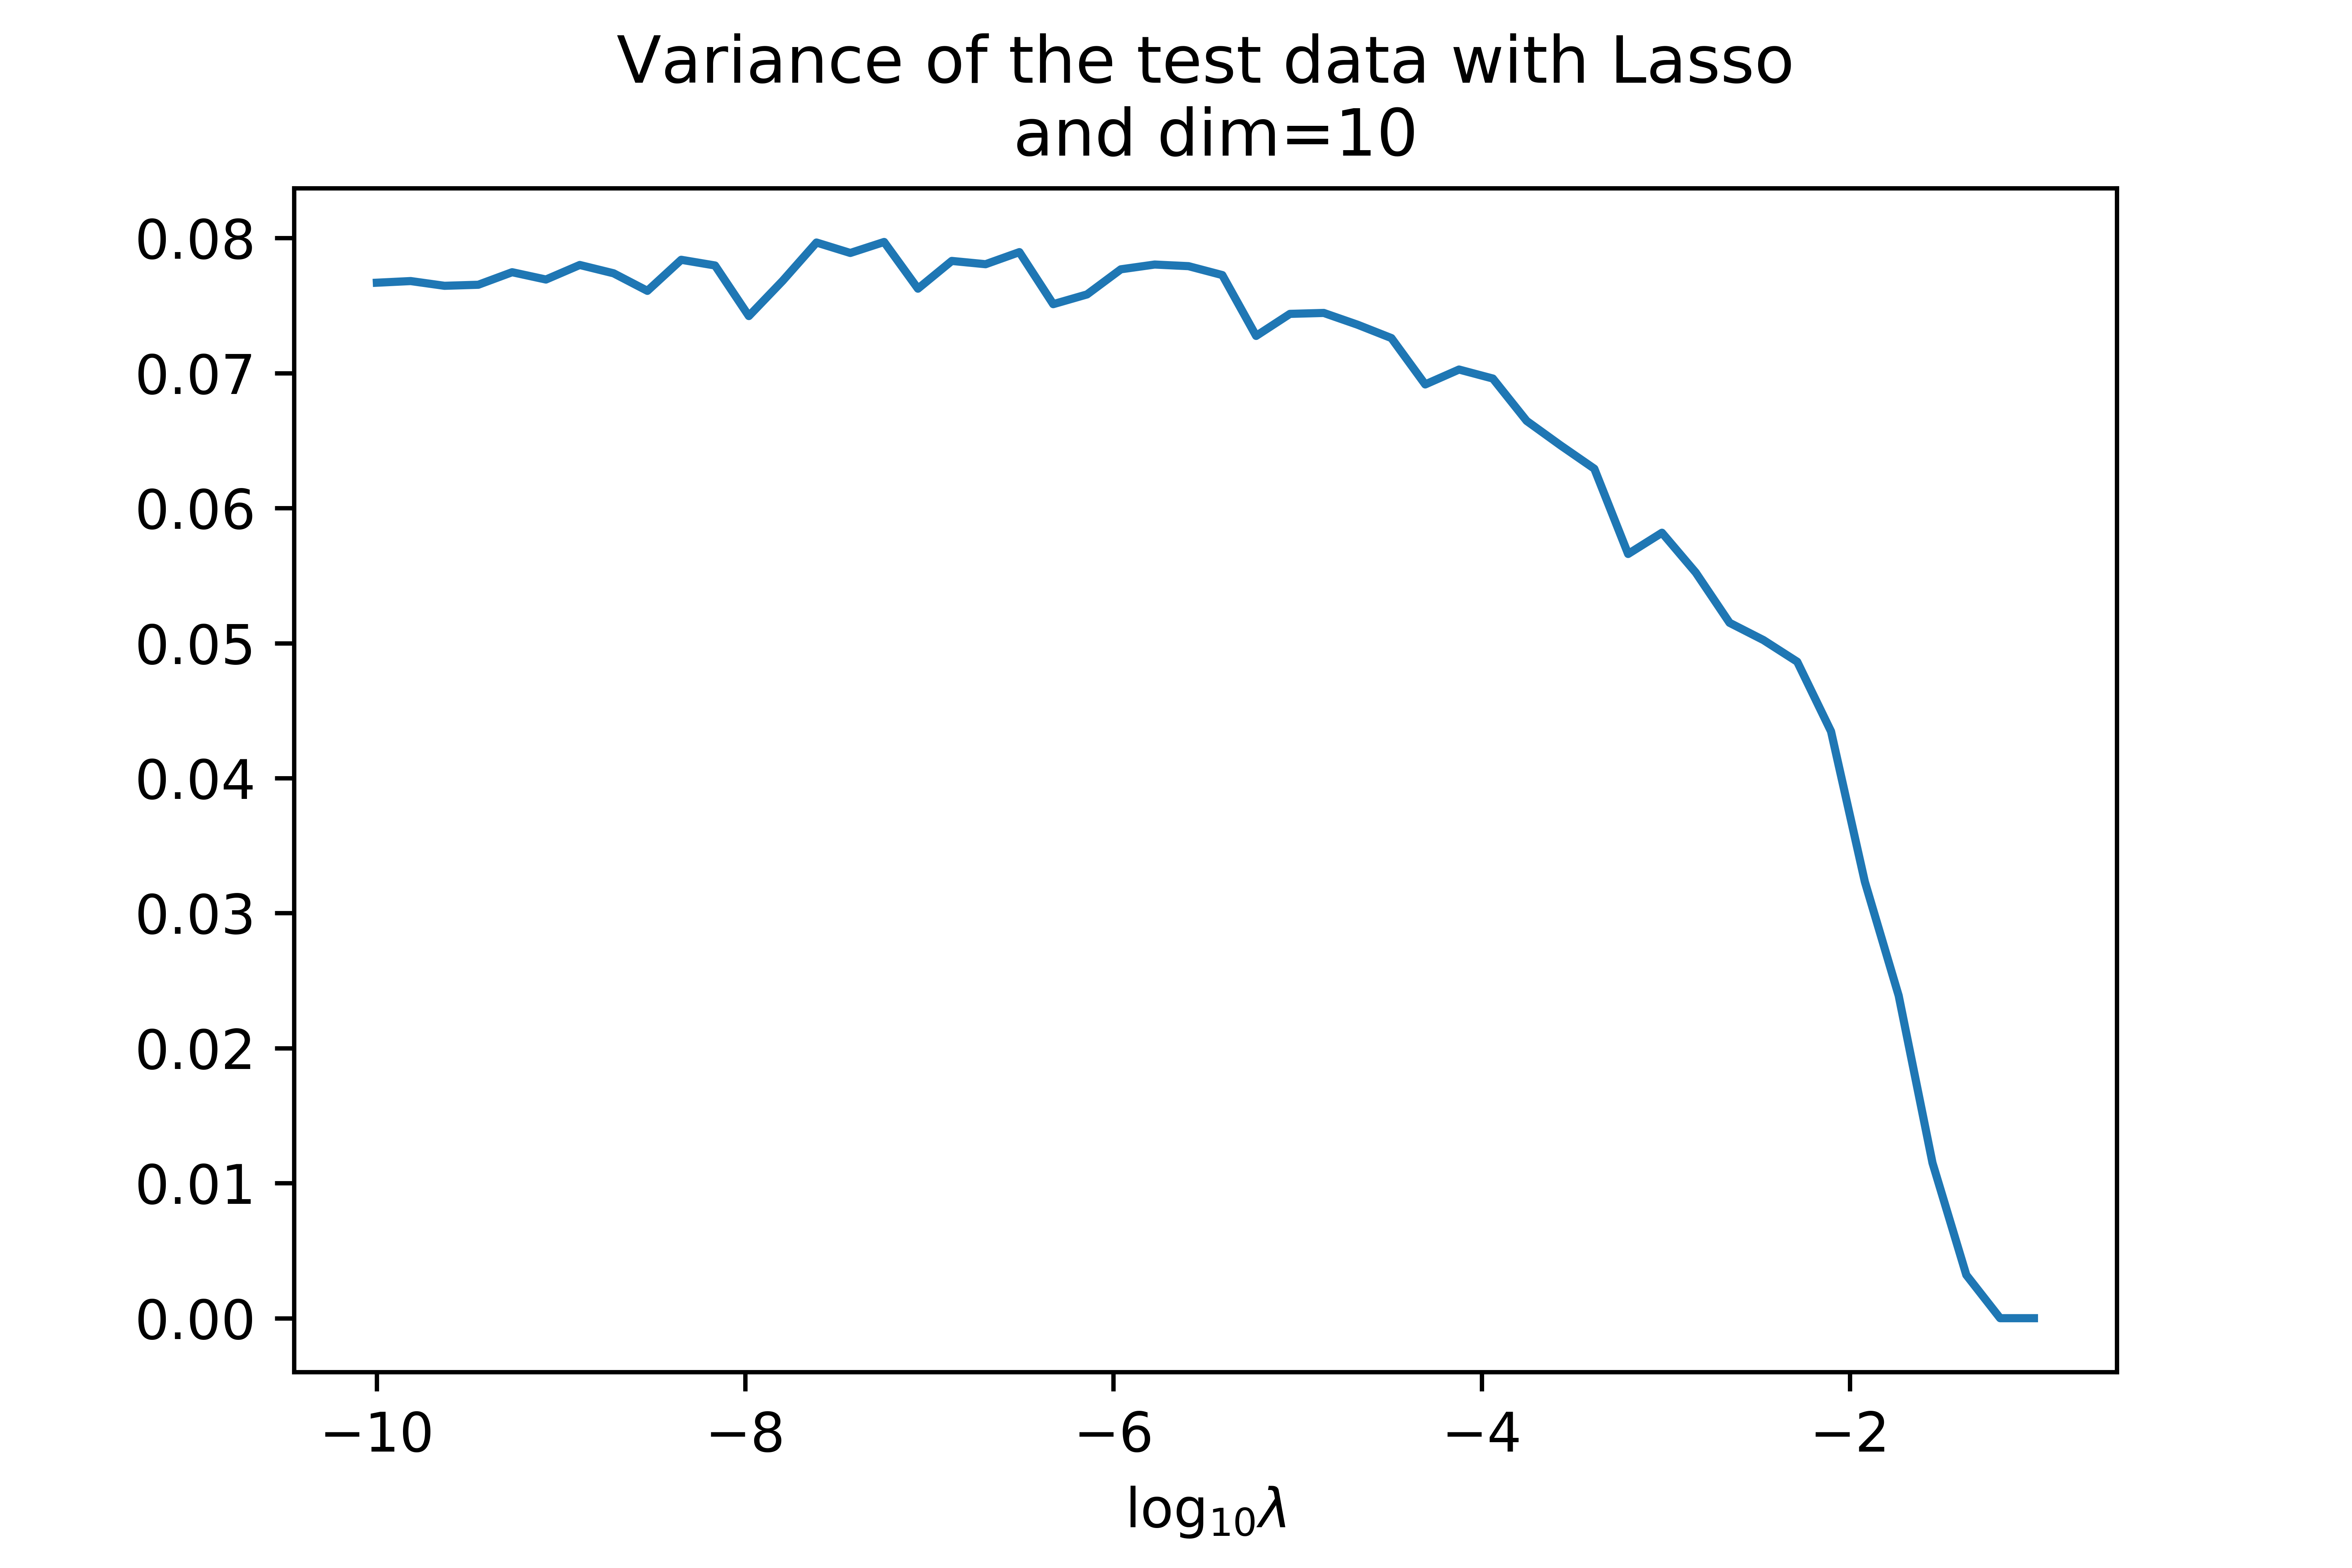 Variance of the test data with Lasso
and dim=10
0.08
0.07
0.06
0.05
0.04
0.03
0.02
0.01
0.00
−10 −8 −6 −4 −2
log₁₀λ